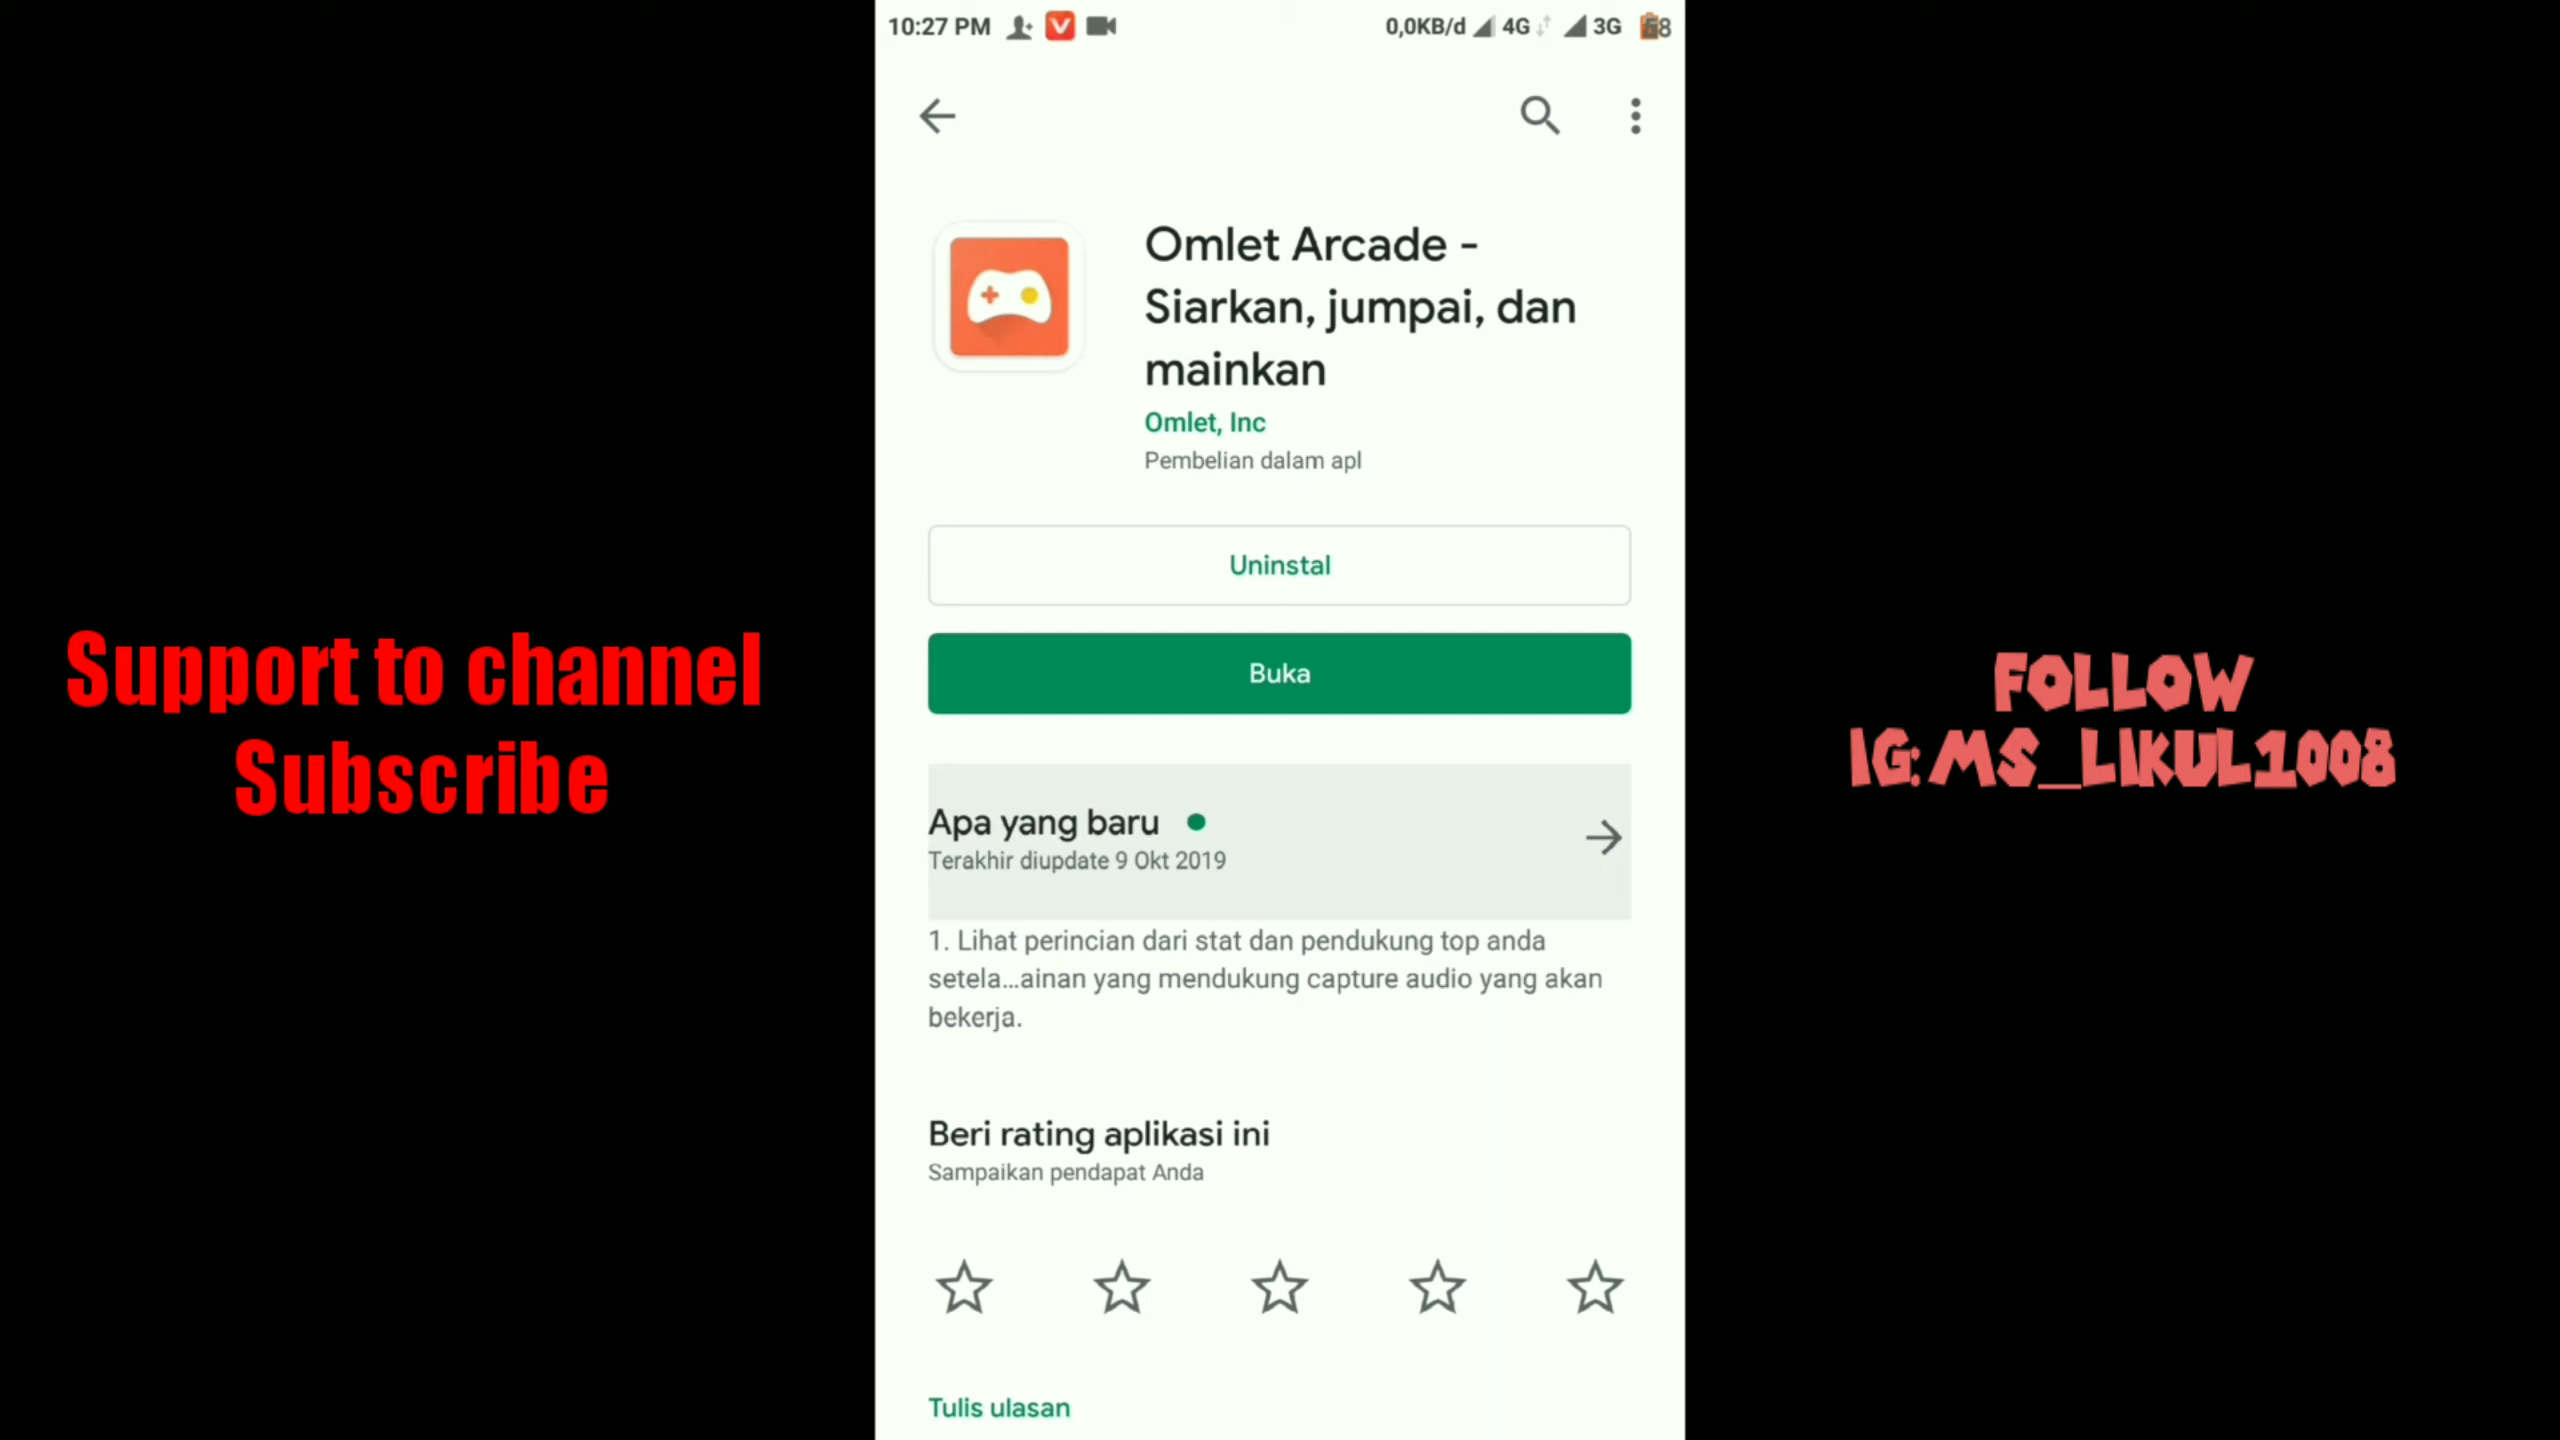 10:27 PM
0,0KB/d 4G 3G
Omlet Arcade -
Siarkan, jumpai, dan
mainkan
Omlet, Inc
Pembelian dalam apl
Uninstal
Buka
Apa yang baru
Terakhir diupdate 9 Okt 2019
1. Lihat perincian dari stat dan pendukung top anda
setela...ainan yang mendukung capture audio yang akan
bekerja.
Beri rating aplikasi ini
Sampaikan pendapat Anda
Tulis ulasan
Support to channel
Subscribe
FOLLOW
IG:MS_LIKUL1008